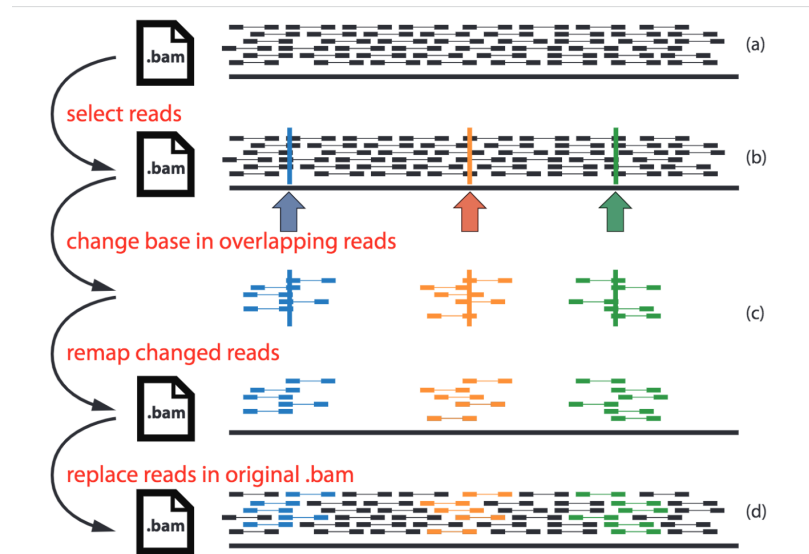 .bam
(a)
select reads
.bam
(b)
change base in overlapping reads
(c)
remap changed reads
.bam
replace reads in original .bam
.bam
(d)